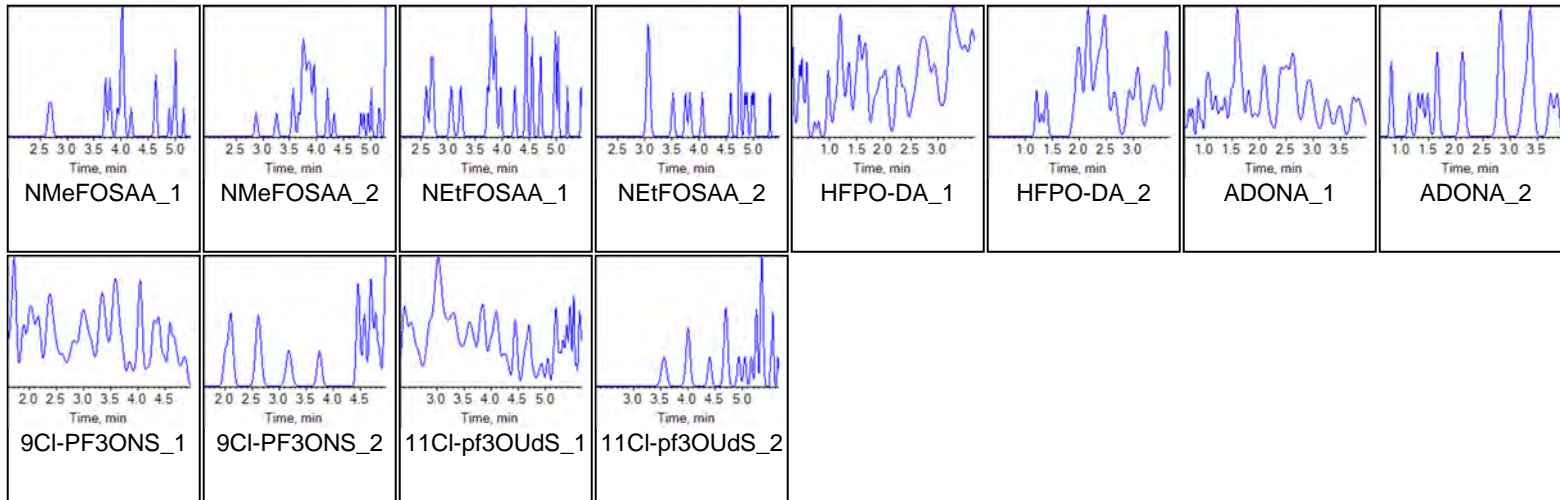 2.5 3.0 3.5 4.0 4.5 5.0
Time, min
NMeFOSAA_1
2.5 3.0 3.5 4.0 4.5 5.0
Time, min
NMeFOSAA_2
2.5 3.0 3.5 4.0 4.5 5.0
Time, min
NEtFOSAA_1
2.5 3.0 3.5 4.0 4.5 5.0
Time, min
NEtFOSAA_2
1.0 1.5 2.0 2.5 3.0
Time, min
HFPO-DA_1
1.0 1.5 2.0 2.5 3.0
Time, min
HFPO-DA_2
1.0 1.5 2.0 2.5 3.0 3.5
Time, min
ADONA_1
1.0 1.5 2.0 2.5 3.0 3.5
Time, min
ADONA_2
2.0 2.5 3.0 3.5 4.0 4.5
Time, min
9Cl-PF3ONS_1
2.0 2.5 3.0 3.5 4.0 4.5
Time, min
9Cl-PF3ONS_2
3.0 3.5 4.0 4.5 5.0
Time, min
11Cl-pf3OUdS_1
3.0 3.5 4.0 4.5 5.0
Time, min
11Cl-pf3OUdS_2